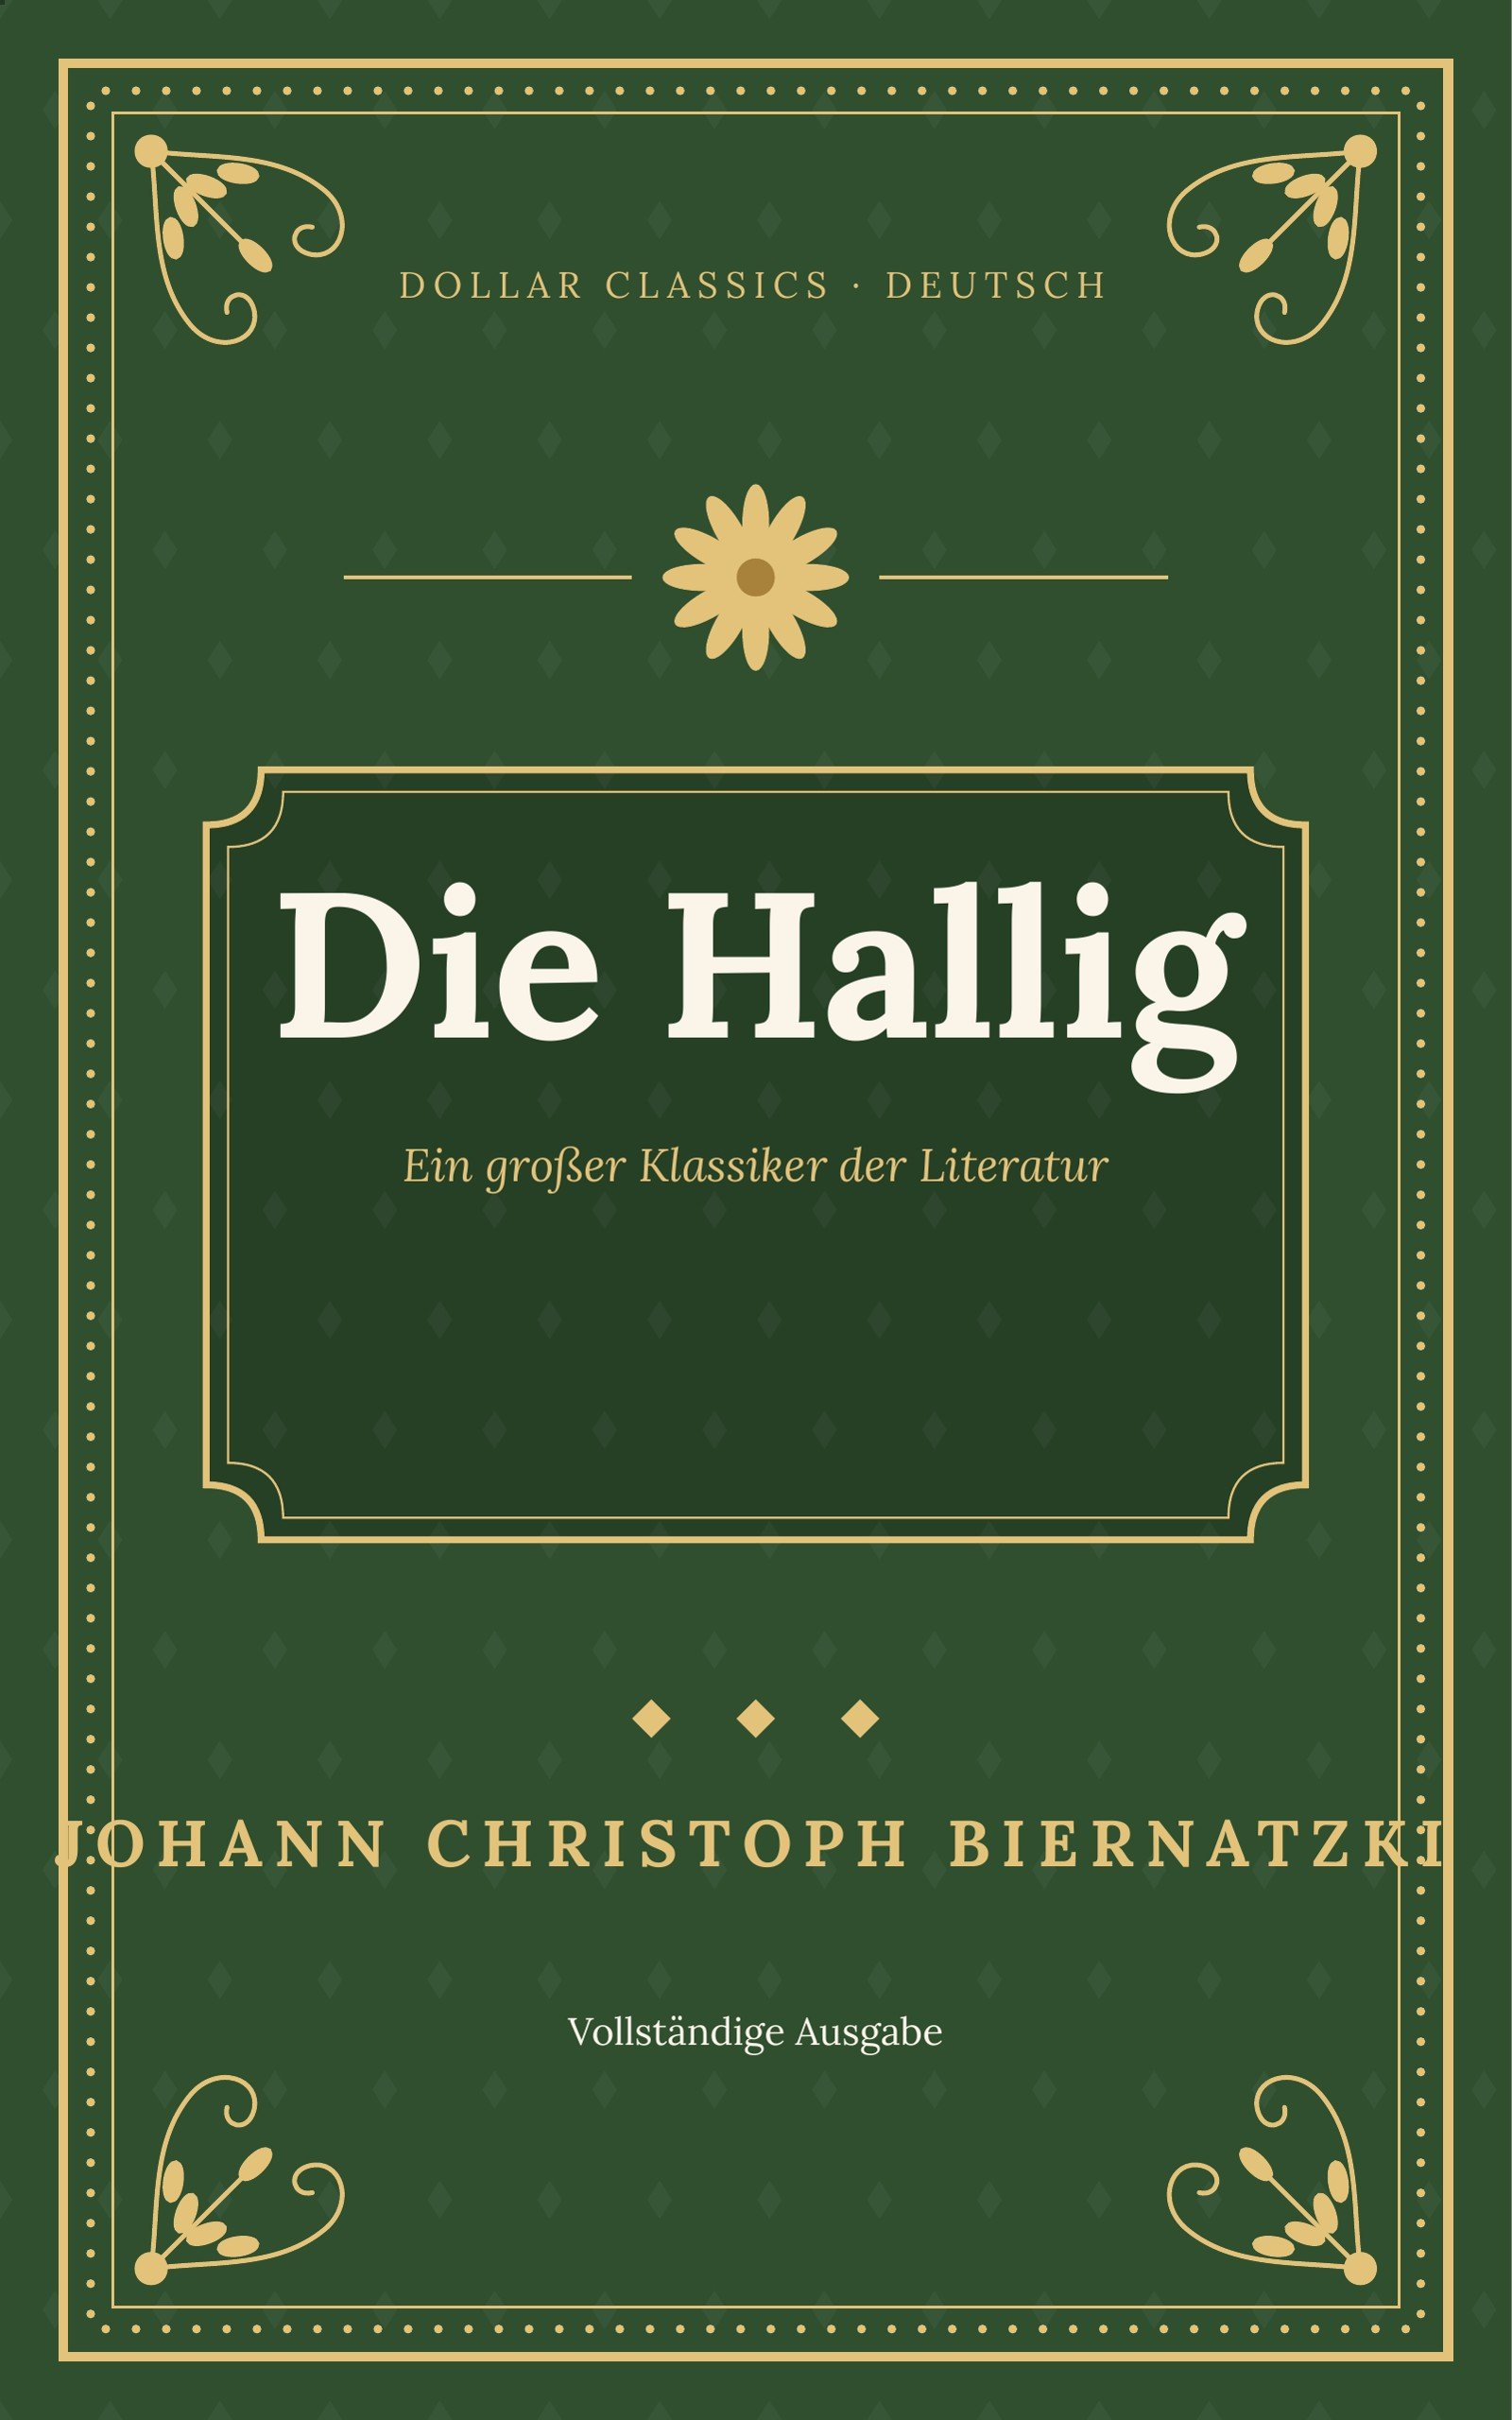 DOLLAR CLASSICS · DEUTSCH
Die Hallig
Ein großer Klassiker der Literatur
JOHANN CHRISTOPH BIERNATZKI
Vollständige Ausgabe